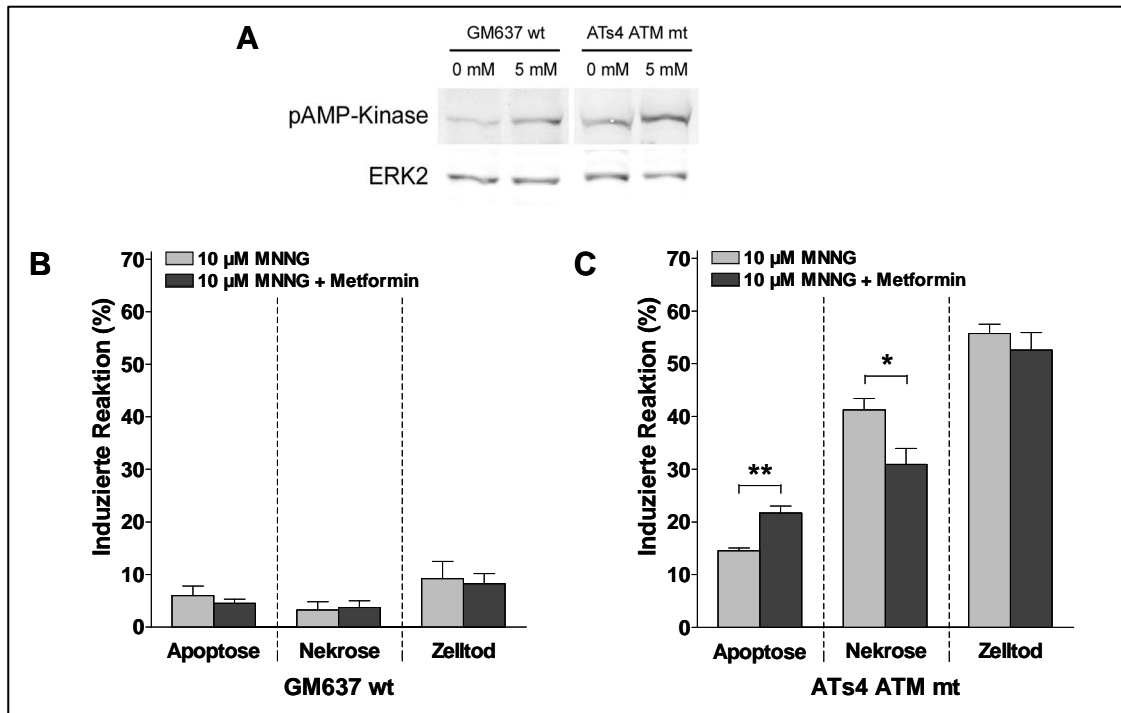 A
GM637 wt
ATs4 ATM mt
0 mM
5 mM
0 mM
5 mM
pAMP-Kinase
ERK2
B
10 µM MNNG
10 µM MNNG + Metformin
Induzierte Reaktion (%)
70
60
50
40
30
20
10
0
Apoptose
Nekrose
Zelltod
GM637 wt
C
10 µM MNNG
10 µM MNNG + Metformin
Induzierte Reaktion (%)
70
60
50
40
30
20
10
0
**
*
Apoptose
Nekrose
Zelltod
ATs4 ATM mt